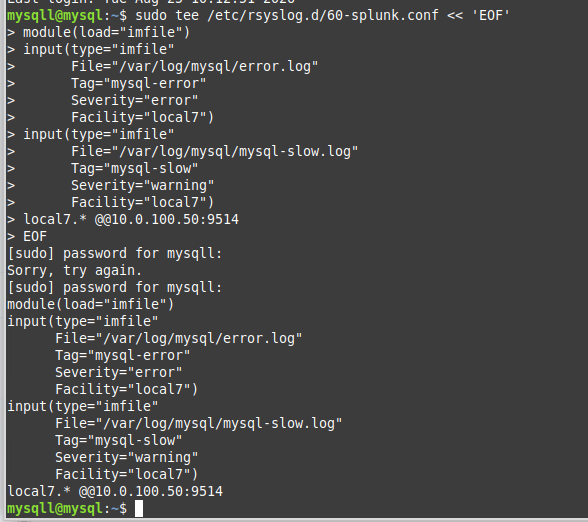 Last login: Tue Aug 25 10:12:51 2026
mysqll@mysql:~$ sudo tee /etc/rsyslog.d/60-splunk.conf << 'EOF'
> module(load="imfile")
> input(type="imfile"
>       File="/var/log/mysql/error.log"
>       Tag="mysql-error"
>       Severity="error"
>       Facility="local7")
> input(type="imfile"
>       File="/var/log/mysql/mysql-slow.log"
>       Tag="mysql-slow"
>       Severity="warning"
>       Facility="local7")
> local7.* @@10.0.100.50:9514
> EOF
[sudo] password for mysqll:
Sorry, try again.
[sudo] password for mysqll:
module(load="imfile")
input(type="imfile"
      File="/var/log/mysql/error.log"
      Tag="mysql-error"
      Severity="error"
      Facility="local7")
input(type="imfile"
      File="/var/log/mysql/mysql-slow.log"
      Tag="mysql-slow"
      Severity="warning"
      Facility="local7")
local7.* @@10.0.100.50:9514
mysqll@mysql:~$